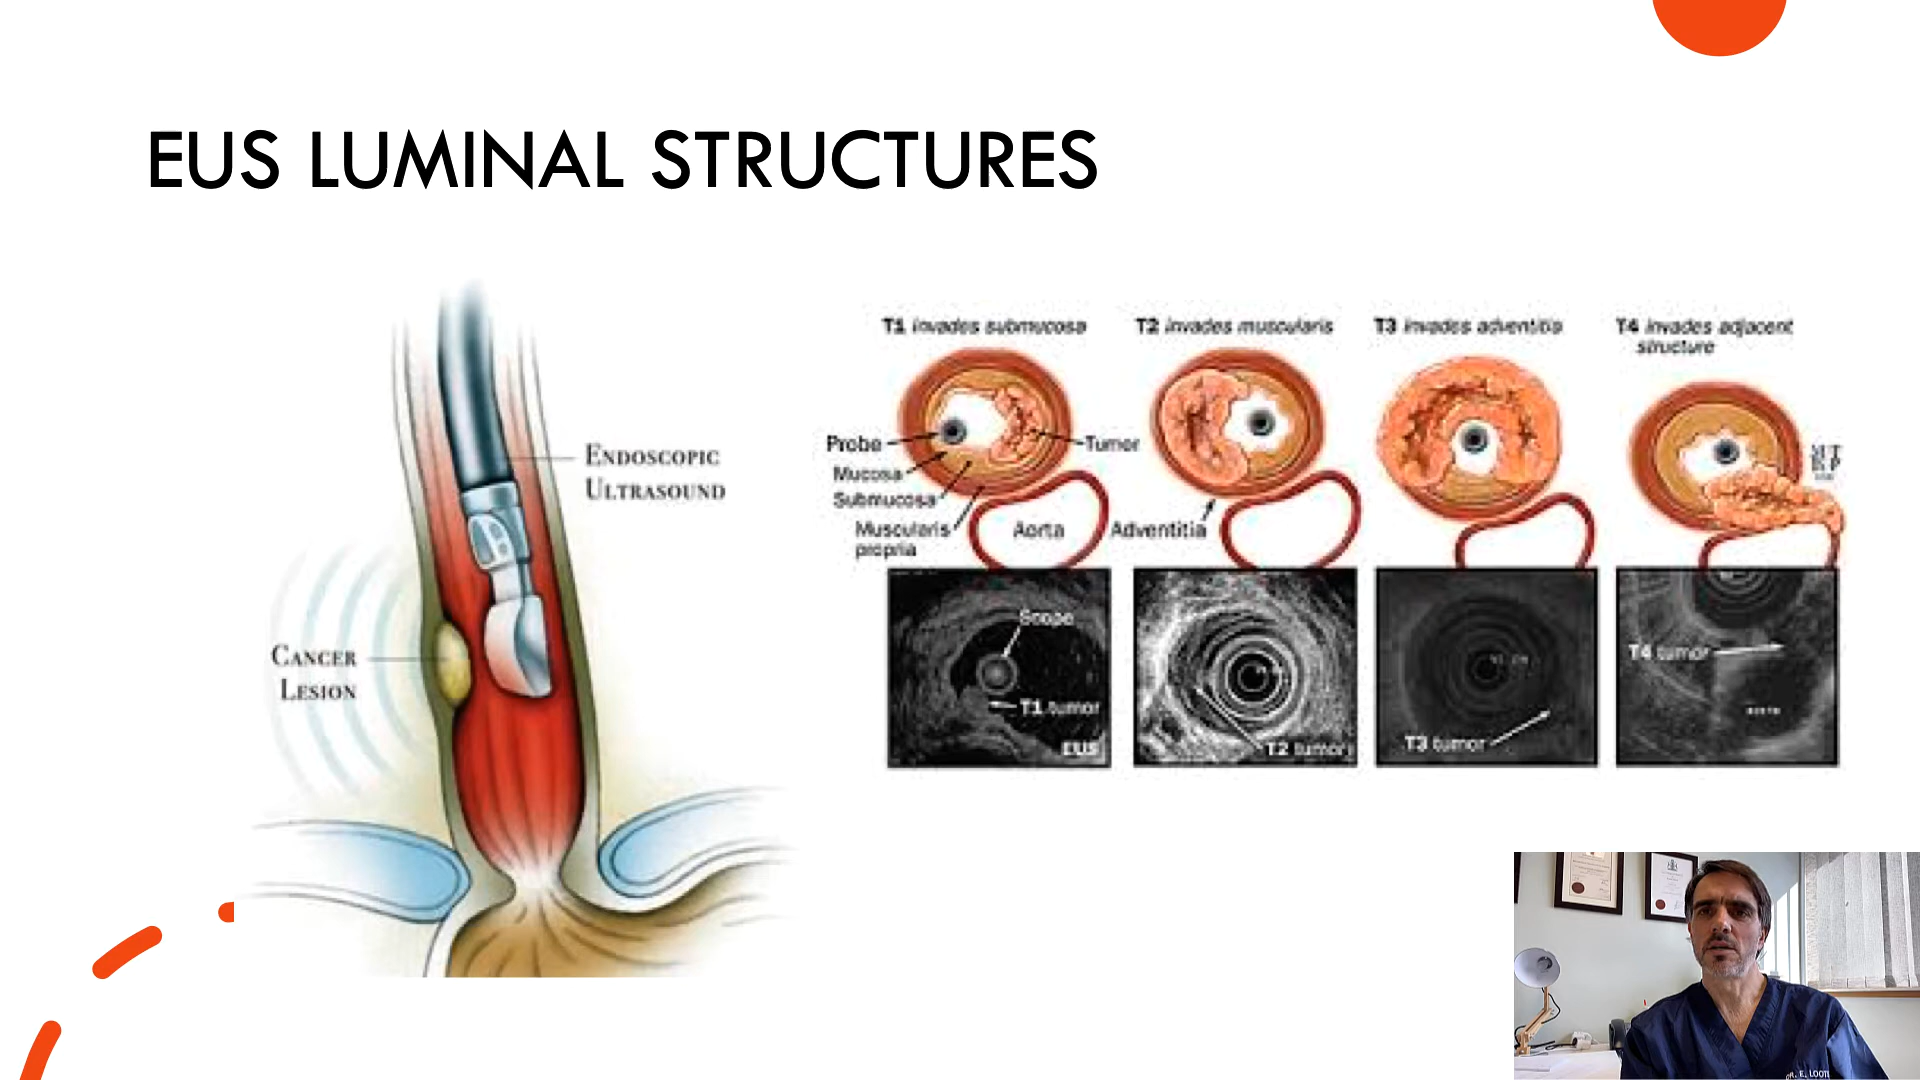 EUS LUMINAL STRUCTURES
ENDOSCOPIC
ULTRASOUND
CANCER
LESION
T1 invades submucosa
T2 invades muscularis
T3 invades adventitia
T4 invades adjacent
structure
Probe
Tumor
Mucosa
Submucosa
Muscularis
propria
Aorta
Adventitia
Scope
T1 tumor
EUS
T2 tumor
T3 tumor
T4 tumor
DR. E. LOOTS